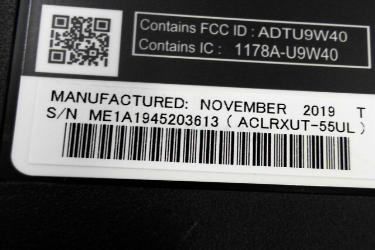 Contains FCC ID : ADTU9W40
Contains IC : 1178A-U9W40
MANUFACTURED: NOVEMBER 2019 T
S/N ME1A1945203613 ( ACLRXUT-55UL )